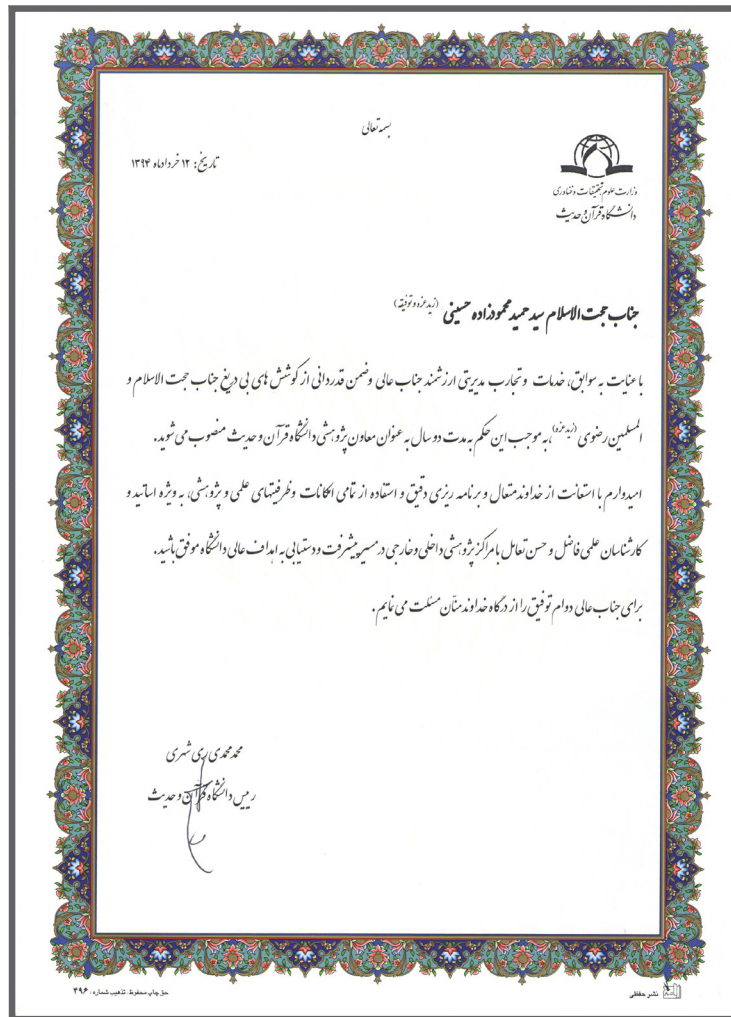 بسمه تعالی
تاریخ: ۱۲ خردادماه ۱۳۹۴
وزارت علوم تحقیقات و فناوری
دانشگاه قرآن و حدیث
جناب حجت الاسلام سید حمید محمودزاده حسینی (زید عزه و توفیقه)
با عنایت به سوابق، خدمات و تجارب مدیریتی ارزشمند جناب عالی و ضمن قدردانی از کوشش های بی دریغ جناب حجت الاسلام و
المسلمین رضوی (زید عزه)، به موجب این حکم به مدت دو سال به عنوان معاون پژوهشی دانشگاه قرآن و حدیث منصوب می شوید.
امیدوارم با استعانت از خداوند متعال و برنامه ریزی دقیق و استفاده از تمامی امکانات و ظرفیتهای علمی و پژوهشی، به ویژه اساتید و
کارشناسان علمی فاضل و حسن تعامل با مراکز پژوهشی داخلی و خارجی در مسیر پیشرفت و دستیابی به اهداف عالی دانشگاه موفق باشید.
برای جناب عالی دوام توفیق را از درگاه خداوند منّان مسئلت می نمایم.
محمد محمدی ری شهری
رییس دانشگاه قرآن و حدیث
نشر حفظی
حق چاپ محفوظ. تذهیب شماره: ۳۹۶